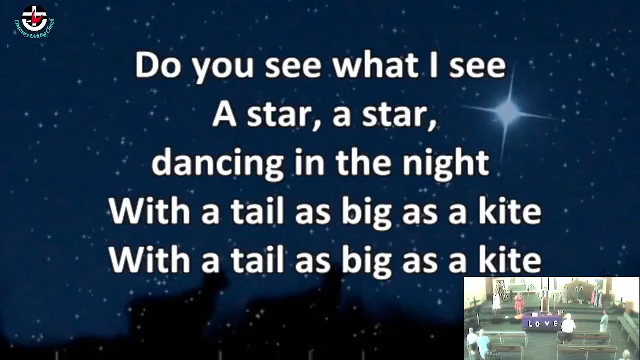 Do you see what I see
A star, a star,
dancing in the night
With a tail as big as a kite
With a tail as big as a kite
LOVE